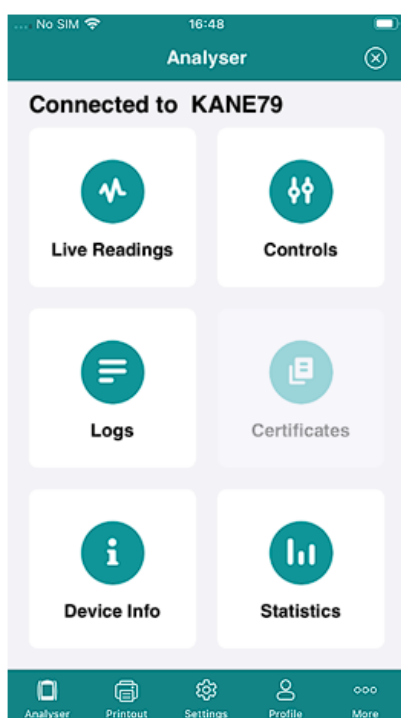 .... No SIM 16:48
Analyser
Connected to KANE79
Live Readings Controls
Logs Certificates
Device Info Statistics
Analyser Printout Settings Profile More